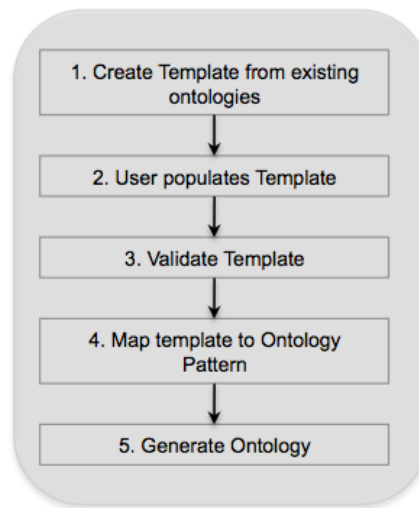 1. Create Template from existing
ontologies
2. User populates Template
3. Validate Template
4. Map template to Ontology
Pattern
5. Generate Ontology